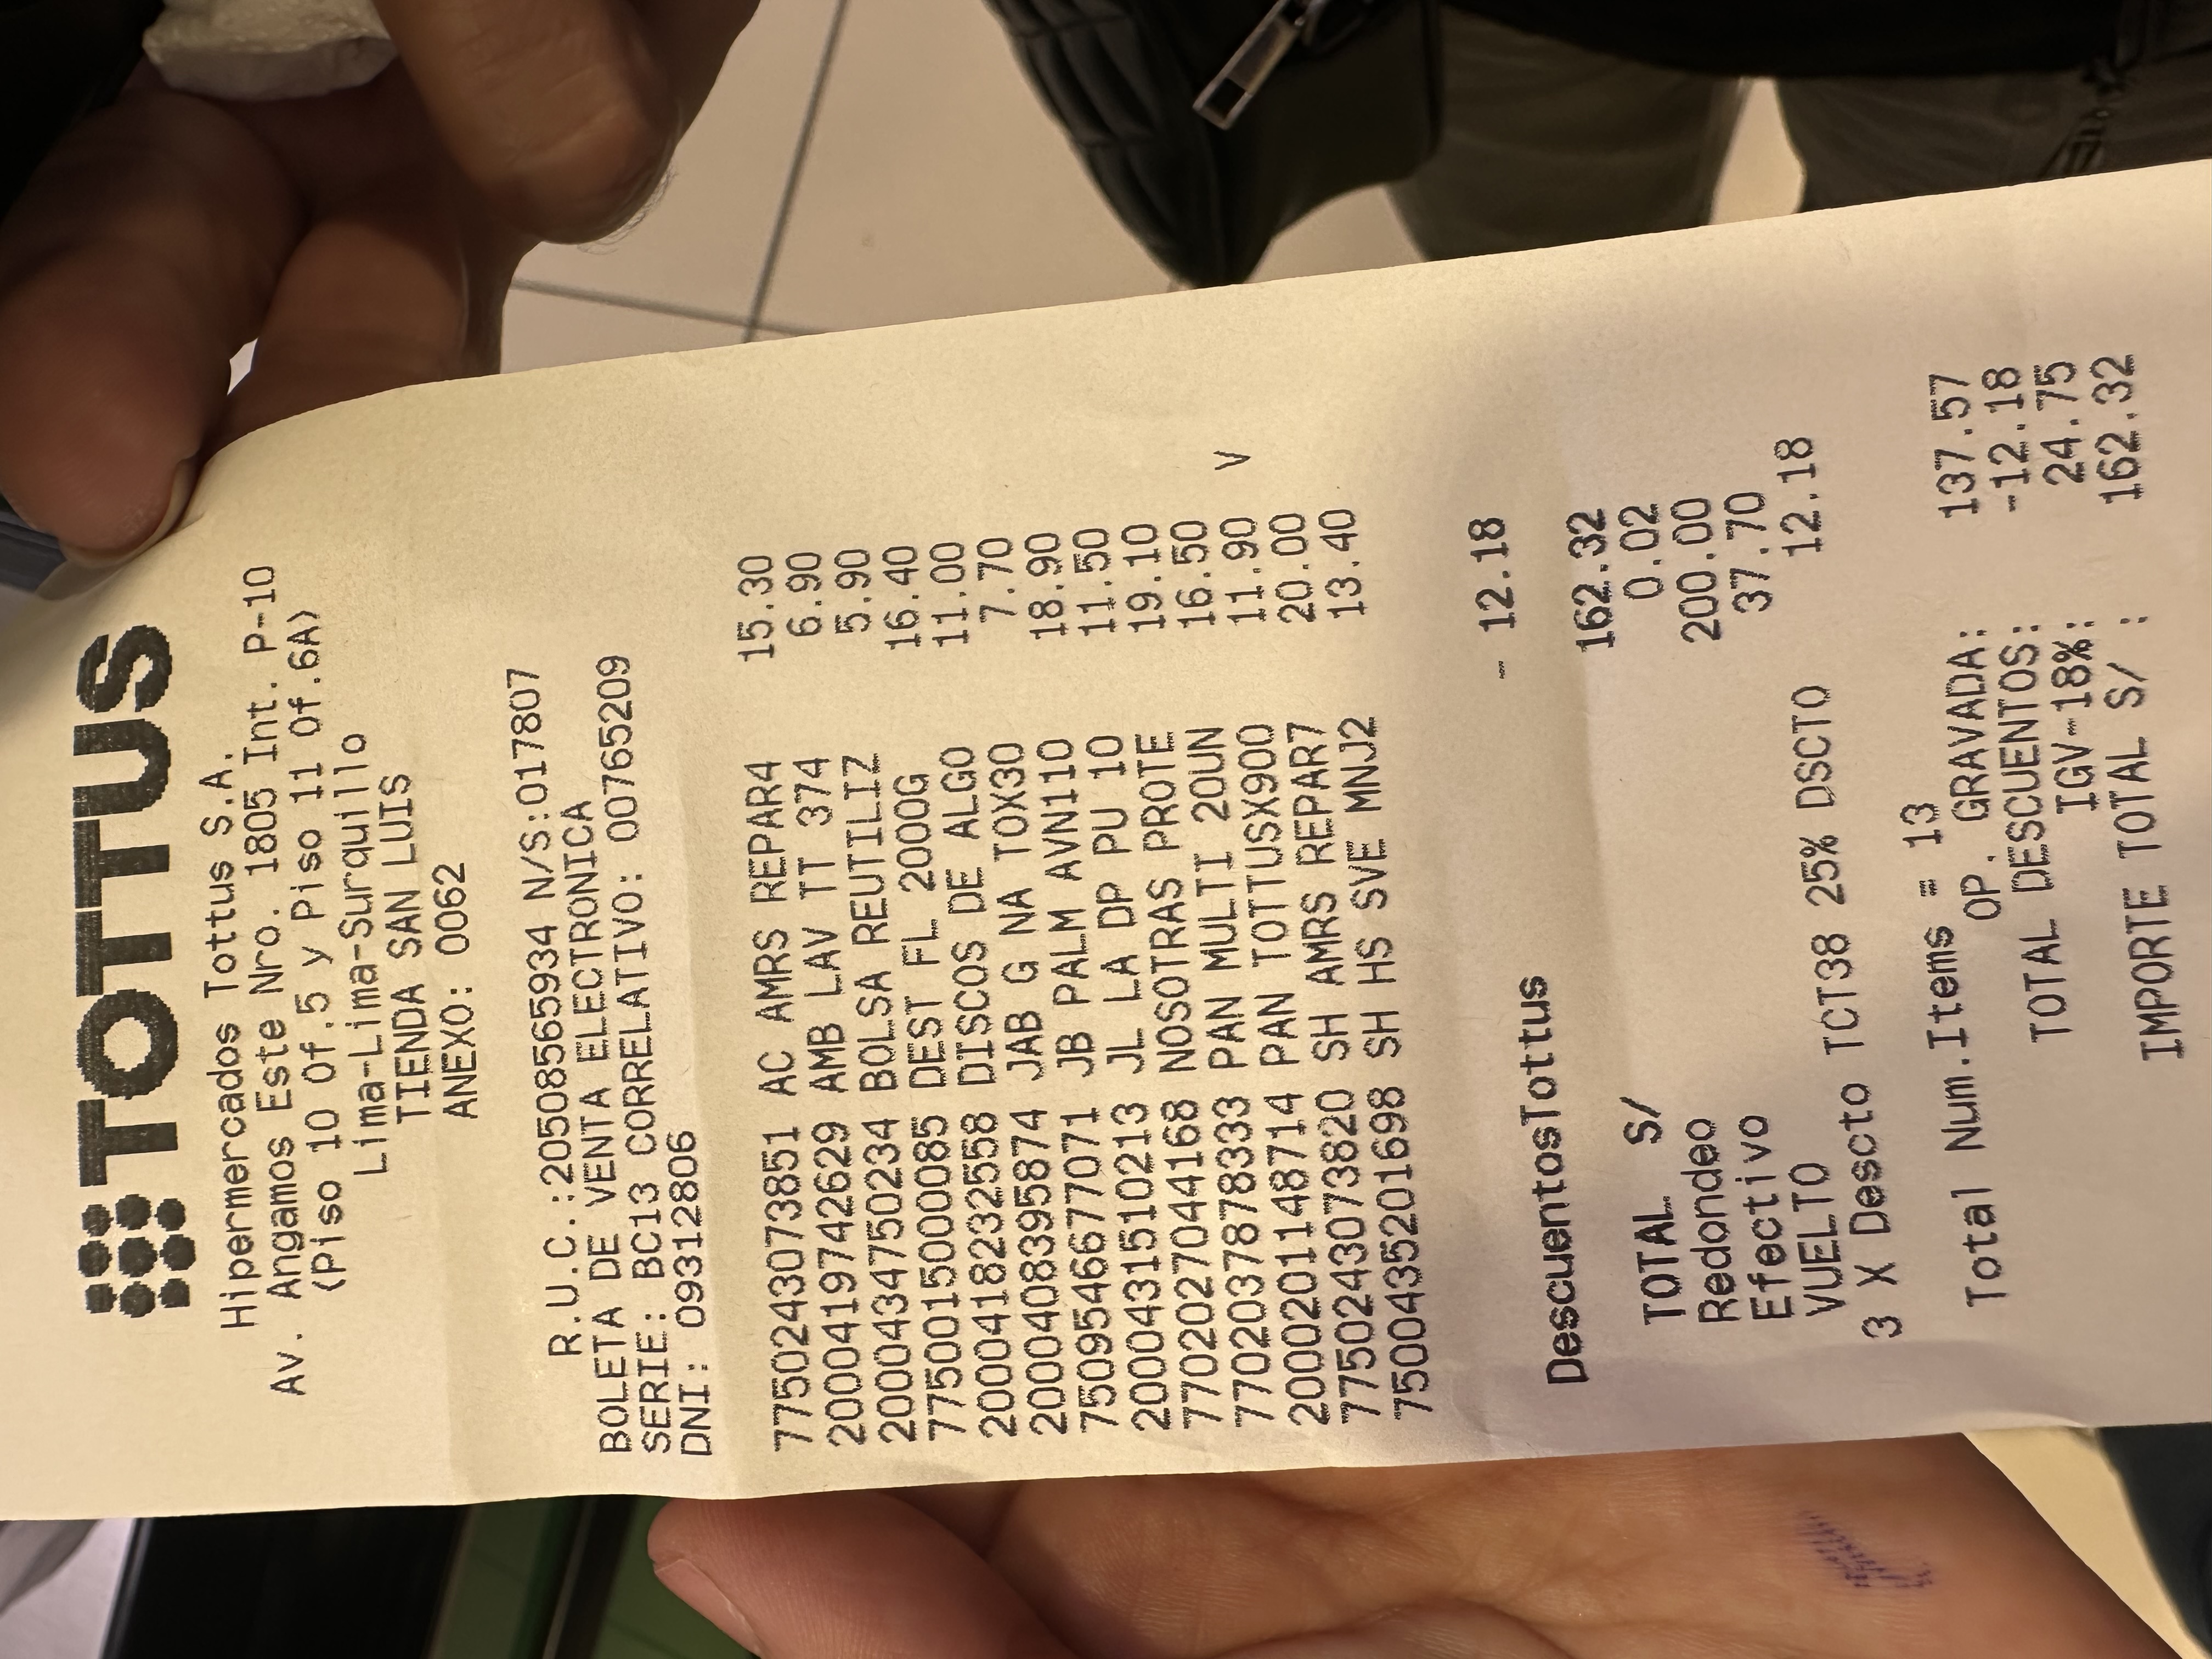 TOTTUS
Hipermercados Tottus S.A.
Av. Angamos Este Nro. 1805 Int. P-10
(Piso 10 Of.5 y Piso 11 Of.6A)
Lima-Lima-Surquillo
TIENDA SAN LUIS
ANEXO: 0062
R.U.C.:20508565934 N/S:017807
BOLETA DE VENTA ELECTRONICA
SERIE: BC13 CORRELATIVO: 00765209
DNI: 09312806
7750243073851 AC AMRS REPAR4 15.30
2000419742629 AMB LAV TT 374 6.90
2000434750234 BOLSA REUTILIZ 5.90
7750015000085 DEST FL 2000G 16.40
2000418232558 DISCOS DE ALGO 11.00
2000408395874 JAB G NA TOX30 7.70
7509546677071 JB PALM AVN110 18.90
2000431510213 JL LA DP PU 10 11.50
7702027044168 NOSOTRAS PROTE 19.10
7702037878333 PAN MULTI 20UN 16.50
2000201148714 PAN TOTTUSX900 11.90 V
7750243073820 SH AMRS REPAR7 20.00
7500435201698 SH HS SVE MNJ2 13.40
DescuentosTottus - 12.18
TOTAL S/ 162.32
Redondeo 0.02
Efectivo 200.00
VUELTO 37.70
3 X Descto TCT38 25% DSCTO 12.18
Total Num.Items = 13
OP. GRAVADA: 137.57
TOTAL DESCUENTOS: -12.18
IGV-18%: 24.75
IMPORTE TOTAL S/ : 162.32